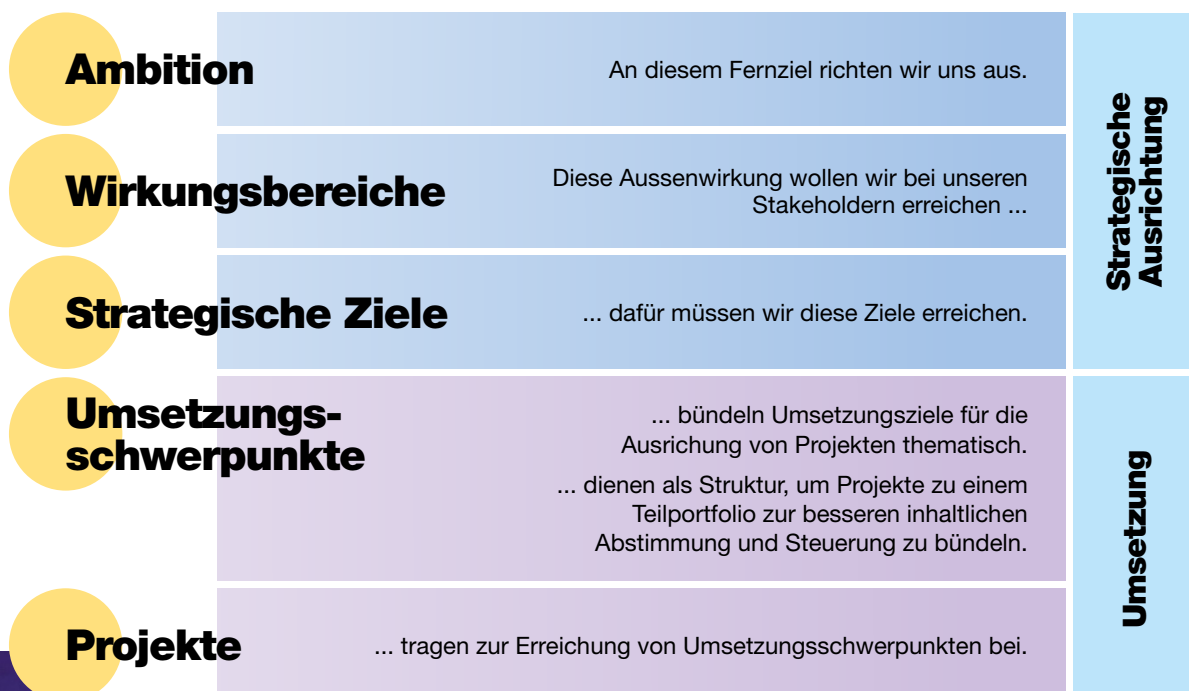 Ambition
An diesem Fernziel richten wir uns aus.
Wirkungsbereiche
Diese Aussenwirkung wollen wir bei unseren
Stakeholdern erreichen ...
Strategische Ziele
... dafür müssen wir diese Ziele erreichen.
Strategische
Ausrichtung
Umsetzungs-
schwerpunkte
... bündeln Umsetzungsziele für die
Ausrichung von Projekten thematisch.
... dienen als Struktur, um Projekte zu einem
Teilportfolio zur besseren inhaltlichen
Abstimmung und Steuerung zu bündeln.
Projekte
... tragen zur Erreichung von Umsetzungsschwerpunkten bei.
Umsetzung